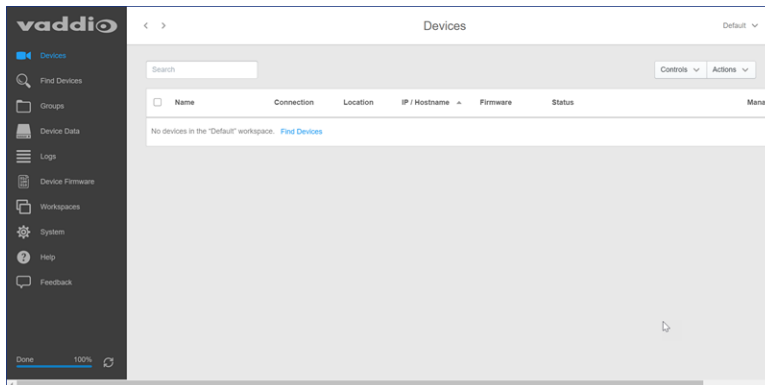 vaddio
Devices
Default
Devices
Find Devices
Groups
Device Data
Logs
Device Firmware
Workspaces
System
Help
Feedback
Done 100%
Search
Controls Actions
Name Connection Location IP / Hostname Firmware Status Mana
No devices in the "Default" workspace. Find Devices